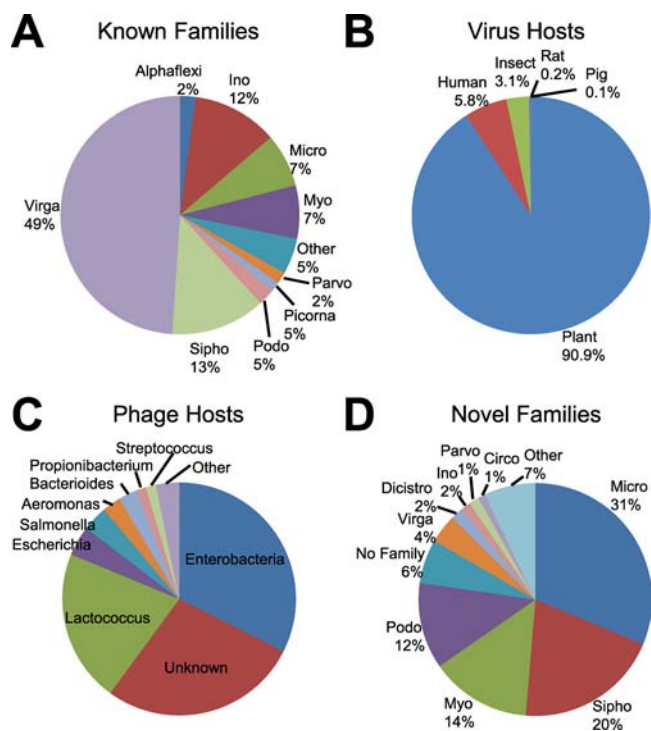 A
Known Families
Alphaflexi
2%
Ino
12%
Micro
7%
Myo
7%
Other
5%
Parvo
2%
Picorna
5%
Podo
5%
Sipho
13%
Virga
49%
B
Virus Hosts
Human
5.8%
Insect
3.1%
Rat
0.2%
Pig
0.1%
Plant
90.9%
C
Phage Hosts
Streptococcus
Other
Propionibacterium
Bacterioides
Aeromonas
Salmonella
Escherichia
Enterobacteria
Lactococcus
Unknown
D
Novel Families
Parvo
1%
Circo
1%
Other
7%
Ino
2%
Dicistro
2%
Virga
4%
No Family
6%
Podo
12%
Myo
14%
Sipho
20%
Micro
31%